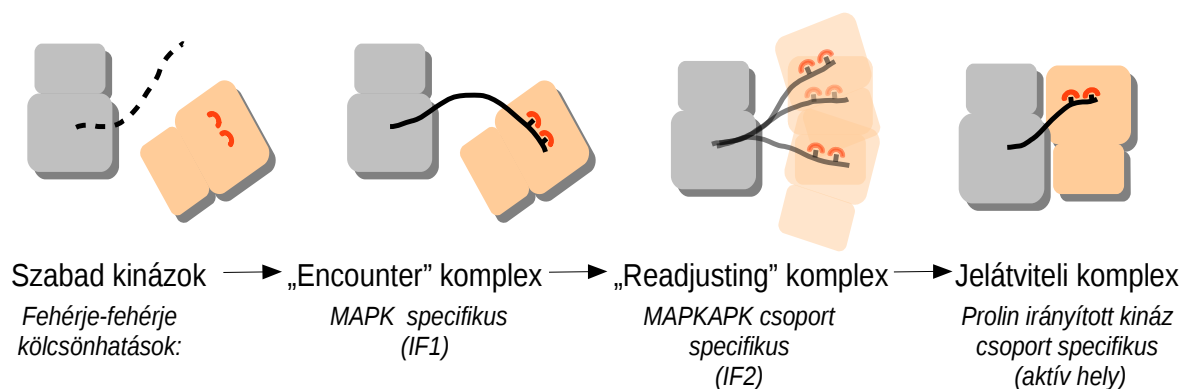 Szabad kinázok
„Encounter” komplex
„Readjusting” komplex
Jelátviteli komplex
Fehérje-fehérje
kölcsönhatások:
MAPK specifikus
(IF1)
MAPKAPK csoport
specifikus
(IF2)
Prolin irányított kináz
csoport specifikus
(aktív hely)